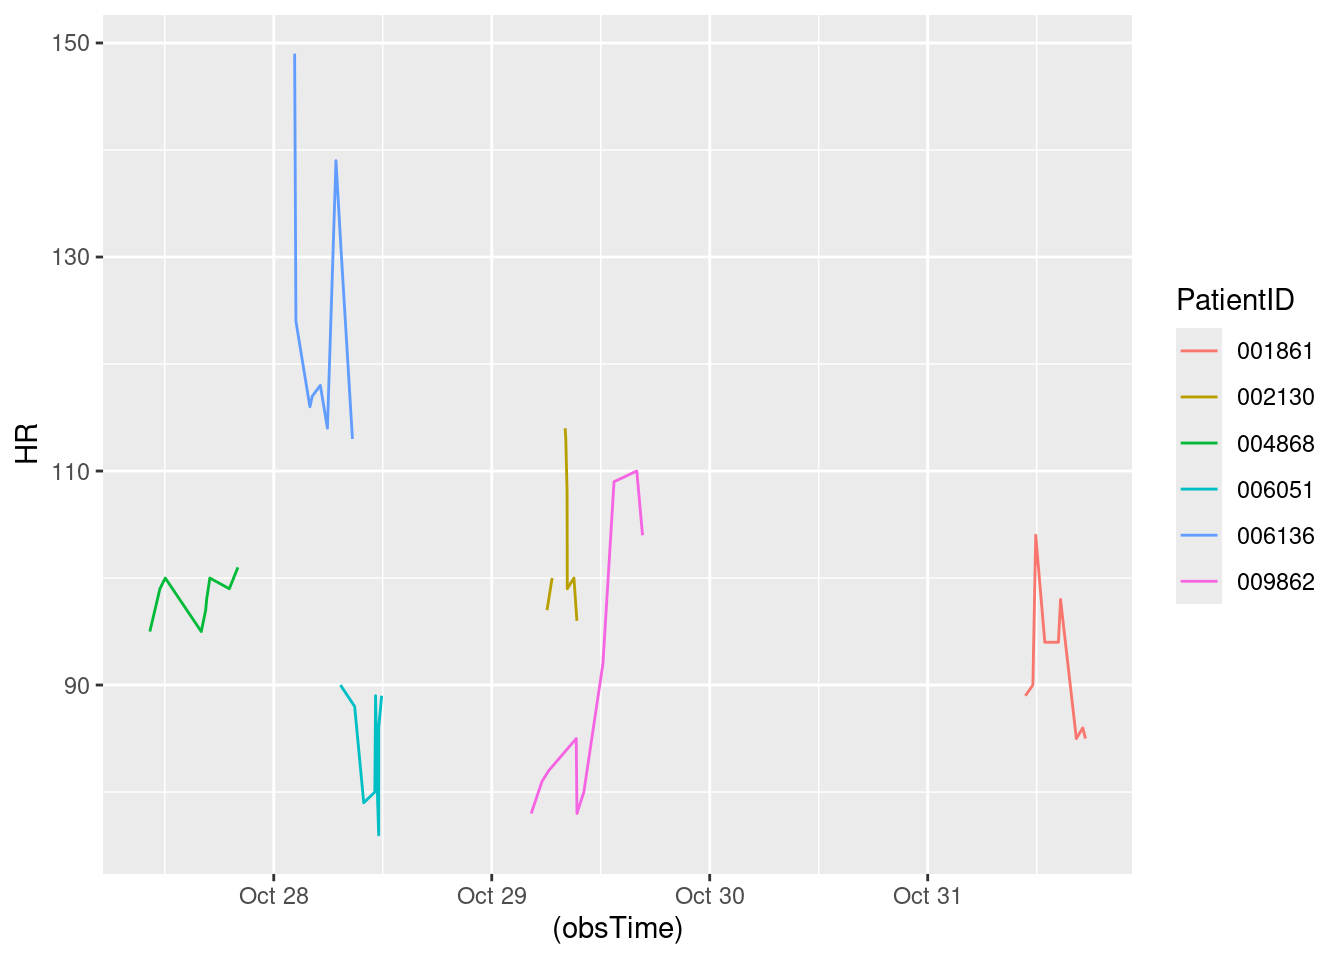 150
130
110
90
HR
Oct 28
Oct 29
Oct 30
Oct 31
(obsTime)
PatientID
001861
002130
004868
006051
006136
009862